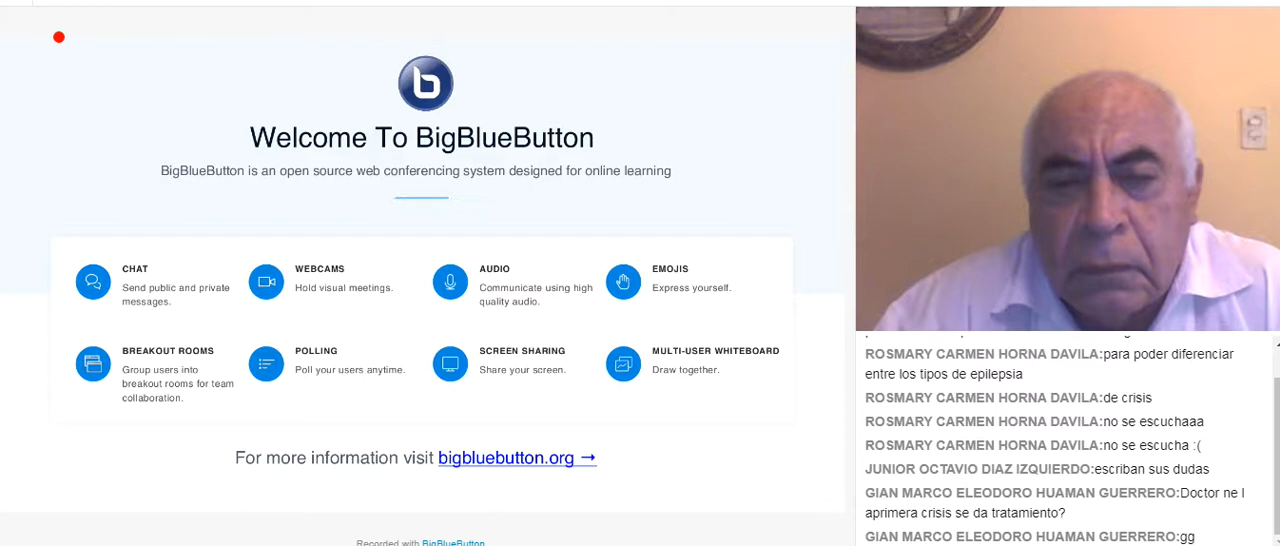 Welcome To BigBlueButton
BigBlueButton is an open source web conferencing system designed for online learning
CHAT
Send public and private
messages.
WEBCAMS
Hold visual meetings.
AUDIO
Communicate using high
quality audio.
EMOJIS
Express yourself.
BREAKOUT ROOMS
Group users into
breakout rooms for team
collaboration.
POLLING
Poll your users anytime.
SCREEN SHARING
Share your screen.
MULTI-USER WHITEBOARD
Draw together.
For more information visit bigbluebutton.org →
Recorded with BigBlueButton
ROSMARY CARMEN HORNA DAVILA:para poder diferenciar
entre los tipos de epilepsia
ROSMARY CARMEN HORNA DAVILA:de crisis
ROSMARY CARMEN HORNA DAVILA:no se escuchaaa
ROSMARY CARMEN HORNA DAVILA:no se escucha :(
JUNIOR OCTAVIO DIAZ IZQUIERDO:escriban sus dudas
GIAN MARCO ELEODORO HUAMAN GUERRERO:Doctor ne l
aprimera crisis se da tratamiento?
GIAN MARCO ELEODORO HUAMAN GUERRERO:gg